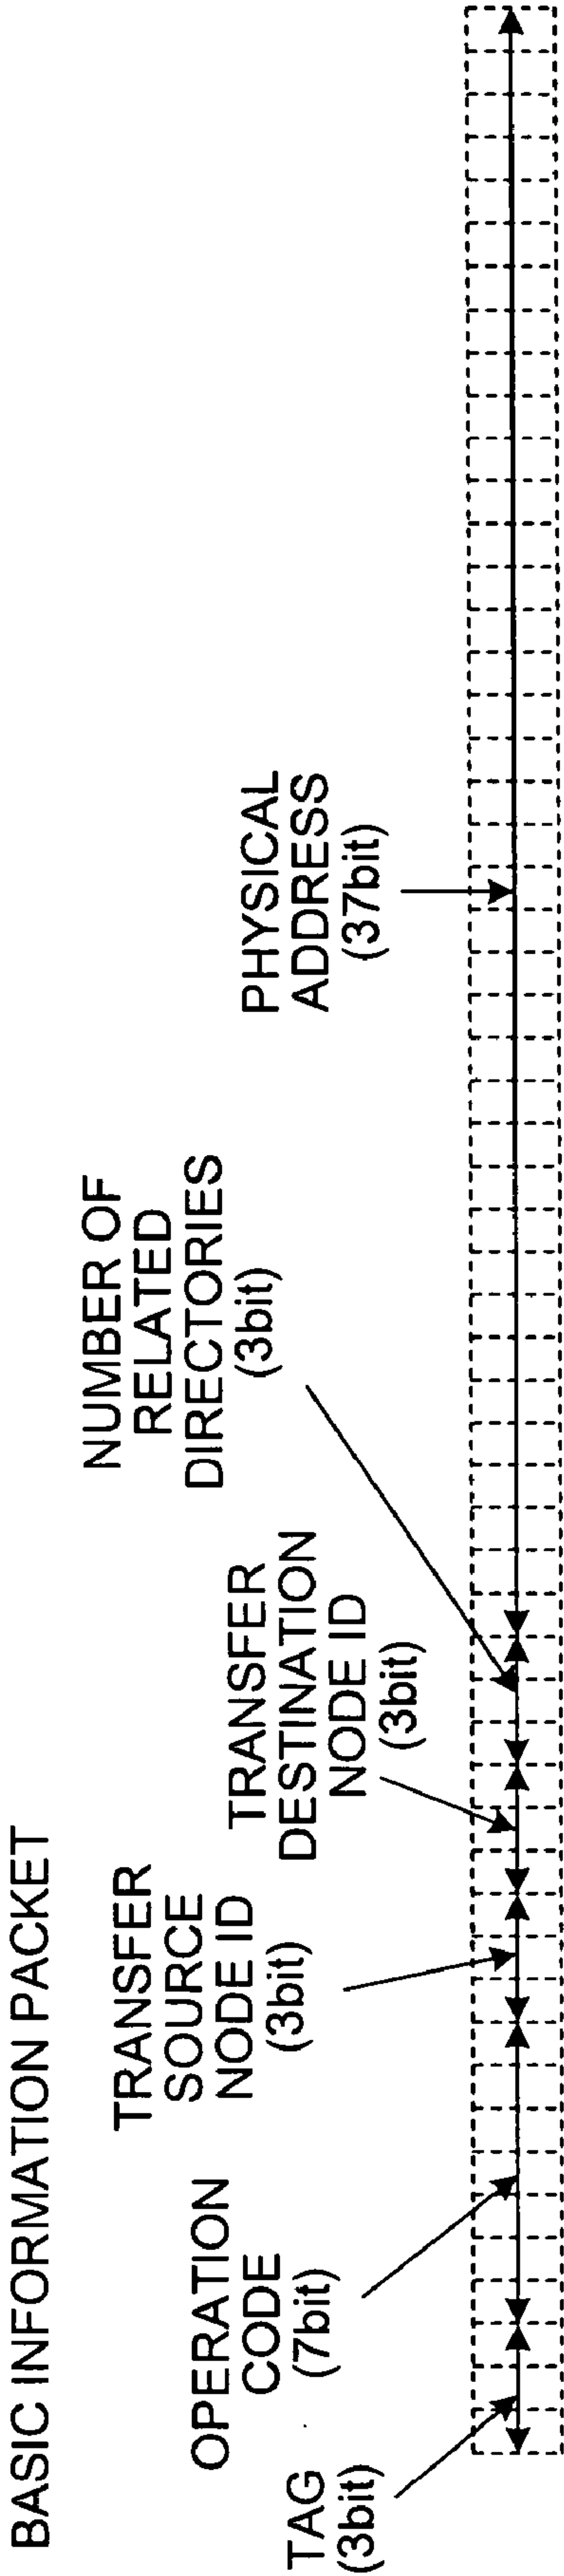 BASIC INFORMATION PACKET
TAG
(3bit)
OPERATION
CODE
(7bit)
TRANSFER
SOURCE
NODE ID
(3bit)
TRANSFER
DESTINATION
NODE ID
(3bit)
NUMBER OF
RELATED
DIRECTORIES
(3bit)
PHYSICAL
ADDRESS
(37bit)